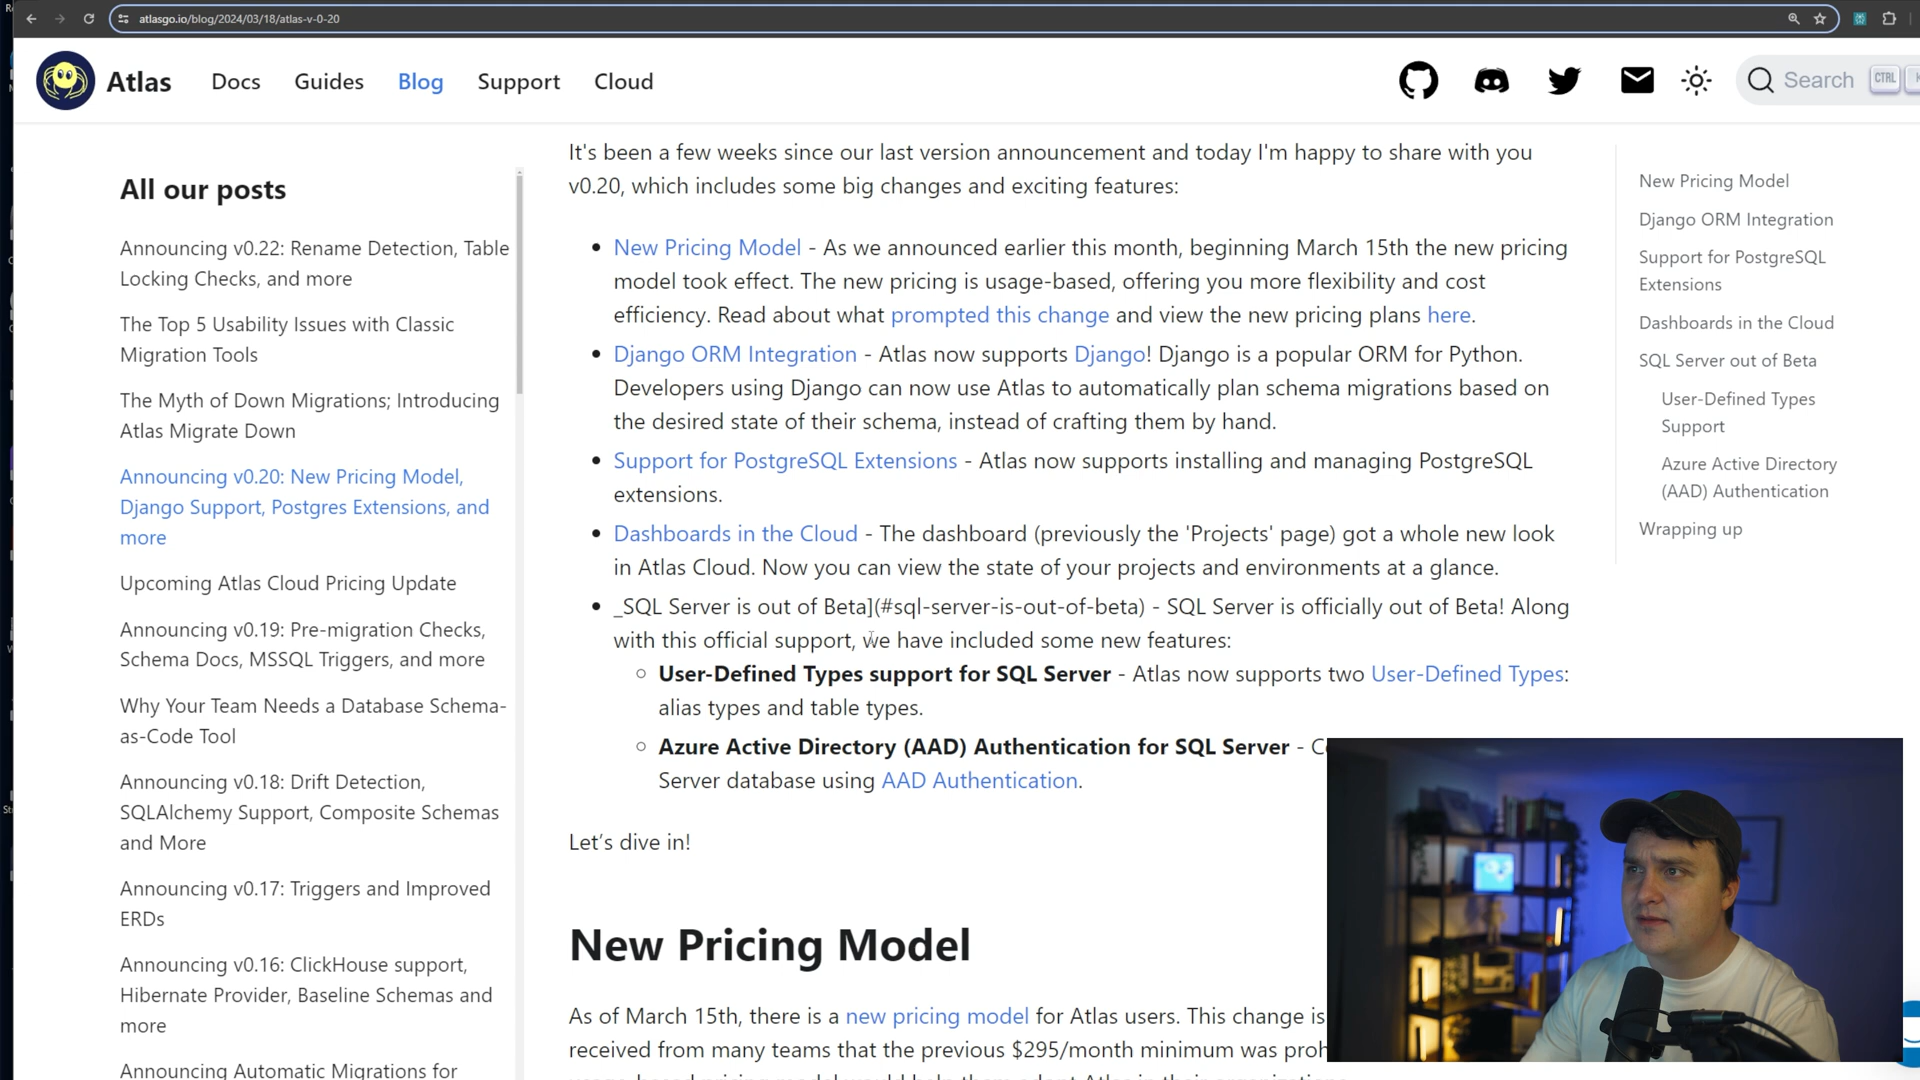 atlasgo.io/blog/2024/03/18/atlas-v-0-20
Atlas
Docs
Guides
Blog
Support
Cloud
Search
CTRL
All our posts
Announcing v0.22: Rename Detection, Table
Locking Checks, and more
The Top 5 Usability Issues with Classic
Migration Tools
The Myth of Down Migrations; Introducing
Atlas Migrate Down
Announcing v0.20: New Pricing Model,
Django Support, Postgres Extensions, and
more
Upcoming Atlas Cloud Pricing Update
Announcing v0.19: Pre-migration Checks,
Schema Docs, MSSQL Triggers, and more
Why Your Team Needs a Database Schema-
as-Code Tool
Announcing v0.18: Drift Detection,
SQLAlchemy Support, Composite Schemas
and More
Announcing v0.17: Triggers and Improved
ERDs
Announcing v0.16: ClickHouse support,
Hibernate Provider, Baseline Schemas and
more
Announcing Automatic Migrations for
It's been a few weeks since our last version announcement and today I'm happy to share with you
v0.20, which includes some big changes and exciting features:
New Pricing Model - As we announced earlier this month, beginning March 15th the new pricing
model took effect. The new pricing is usage-based, offering you more flexibility and cost
efficiency. Read about what prompted this change and view the new pricing plans here.
Django ORM Integration - Atlas now supports Django! Django is a popular ORM for Python.
Developers using Django can now use Atlas to automatically plan schema migrations based on
the desired state of their schema, instead of crafting them by hand.
Support for PostgreSQL Extensions - Atlas now supports installing and managing PostgreSQL
extensions.
Dashboards in the Cloud - The dashboard (previously the 'Projects' page) got a whole new look
in Atlas Cloud. Now you can view the state of your projects and environments at a glance.
_SQL Server is out of Beta](#sql-server-is-out-of-beta) - SQL Server is officially out of Beta! Along
with this official support, we have included some new features:
User-Defined Types support for SQL Server - Atlas now supports two User-Defined Types:
alias types and table types.
Azure Active Directory (AAD) Authentication for SQL Server -
Server database using AAD Authentication.
Let's dive in!
New Pricing Model
As of March 15th, there is a new pricing model for Atlas users. This change is
received from many teams that the previous $295/month minimum was
New Pricing Model
Django ORM Integration
Support for PostgreSQL
Extensions
Dashboards in the Cloud
SQL Server out of Beta
User-Defined Types
Support
Azure Active Directory
(AAD) Authentication
Wrapping up